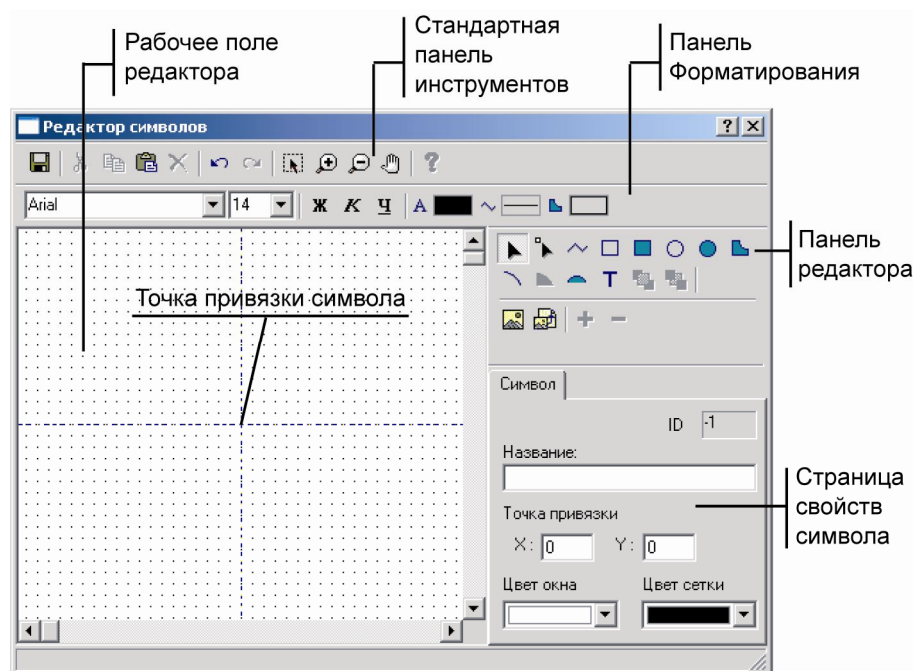 Рабочее поле
редактора
Стандартная
панель
инструментов
Панель
Форматирования
Редактор символов
Arial
14
Ж К Ч А
Т
Панель
редактора
Точка привязки символа
Символ
ID -1
Название:
Точка привязки
X: 0 Y: 0
Цвет окна Цвет сетки
Страница
свойств
символа